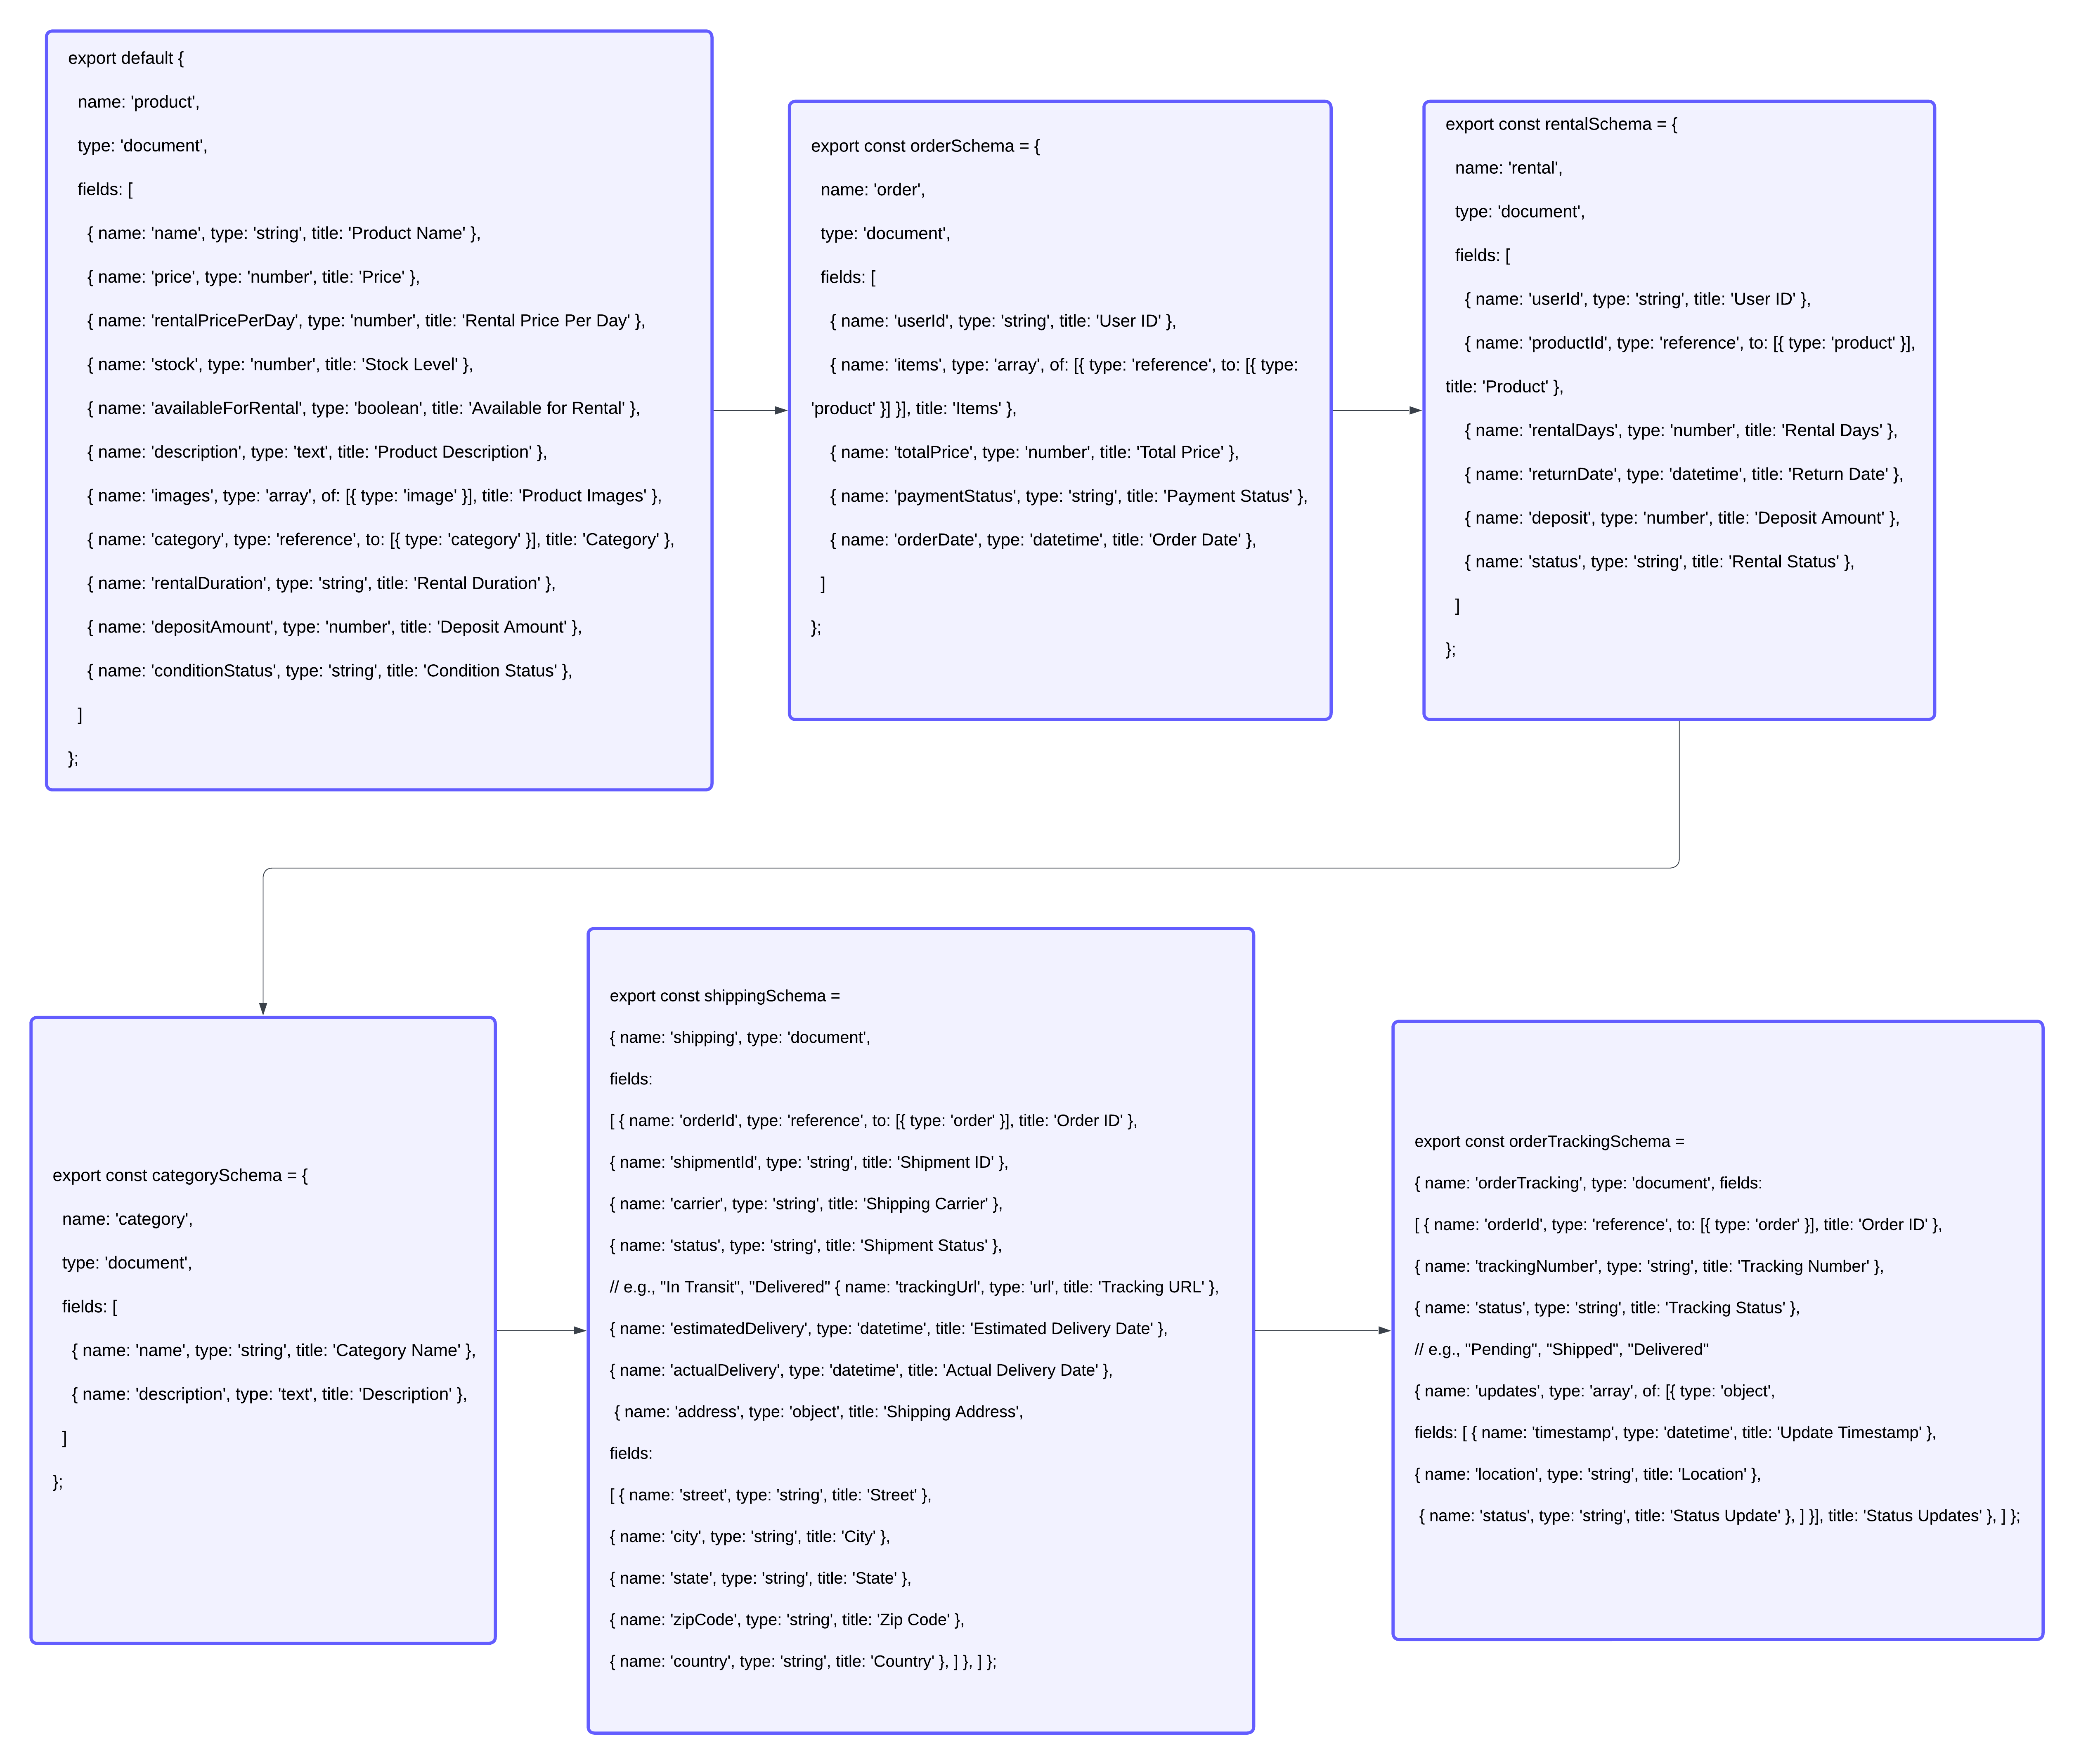 export default {
name: 'product',
type: 'document',
fields: [
{ name: 'name', type: 'string', title: 'Product Name' },
{ name: 'price', type: 'number', title: 'Price' },
{ name: 'rentalPricePerDay', type: 'number', title: 'Rental Price Per Day' },
{ name: 'stock', type: 'number', title: 'Stock Level' },
{ name: 'availableForRental', type: 'boolean', title: 'Available for Rental' },
{ name: 'description', type: 'text', title: 'Product Description' },
{ name: 'images', type: 'array', of: [{ type: 'image' }], title: 'Product Images' },
{ name: 'category', type: 'reference', to: [{ type: 'category' }], title: 'Category' },
{ name: 'rentalDuration', type: 'string', title: 'Rental Duration' },
{ name: 'depositAmount', type: 'number', title: 'Deposit Amount' },
{ name: 'conditionStatus', type: 'string', title: 'Condition Status' },
]
};
export const orderSchema = {
name: 'order',
type: 'document',
fields: [
{ name: 'userId', type: 'string', title: 'User ID' },
{ name: 'items', type: 'array', of: [{ type: 'reference', to: [{ type:
'product' }] }], title: 'Items' },
{ name: 'totalPrice', type: 'number', title: 'Total Price' },
{ name: 'paymentStatus', type: 'string', title: 'Payment Status' },
{ name: 'orderDate', type: 'datetime', title: 'Order Date' },
]
};
export const rentalSchema = {
name: 'rental',
type: 'document',
fields: [
{ name: 'userId', type: 'string', title: 'User ID' },
{ name: 'productId', type: 'reference', to: [{ type: 'product' }],
title: 'Product' },
{ name: 'rentalDays', type: 'number', title: 'Rental Days' },
{ name: 'returnDate', type: 'datetime', title: 'Return Date' },
{ name: 'deposit', type: 'number', title: 'Deposit Amount' },
{ name: 'status', type: 'string', title: 'Rental Status' },
]
};
export const categorySchema = {
name: 'category',
type: 'document',
fields: [
{ name: 'name', type: 'string', title: 'Category Name' },
{ name: 'description', type: 'text', title: 'Description' },
]
};
export const shippingSchema =
{ name: 'shipping', type: 'document',
fields:
[ { name: 'orderId', type: 'reference', to: [{ type: 'order' }], title: 'Order ID' },
{ name: 'shipmentId', type: 'string', title: 'Shipment ID' },
{ name: 'carrier', type: 'string', title: 'Shipping Carrier' },
{ name: 'status', type: 'string', title: 'Shipment Status' },
// e.g., "In Transit", "Delivered" { name: 'trackingUrl', type: 'url', title: 'Tracking URL' },
{ name: 'estimatedDelivery', type: 'datetime', title: 'Estimated Delivery Date' },
{ name: 'actualDelivery', type: 'datetime', title: 'Actual Delivery Date' },
{ name: 'address', type: 'object', title: 'Shipping Address',
fields:
[ { name: 'street', type: 'string', title: 'Street' },
{ name: 'city', type: 'string', title: 'City' },
{ name: 'state', type: 'string', title: 'State' },
{ name: 'zipCode', type: 'string', title: 'Zip Code' },
{ name: 'country', type: 'string', title: 'Country' }, ] }, ] };
export const orderTrackingSchema =
{ name: 'orderTracking', type: 'document', fields:
[ { name: 'orderId', type: 'reference', to: [{ type: 'order' }], title: 'Order ID' },
{ name: 'trackingNumber', type: 'string', title: 'Tracking Number' },
{ name: 'status', type: 'string', title: 'Tracking Status' },
// e.g., "Pending", "Shipped", "Delivered"
{ name: 'updates', type: 'array', of: [{ type: 'object',
fields: [ { name: 'timestamp', type: 'datetime', title: 'Update Timestamp' },
{ name: 'location', type: 'string', title: 'Location' },
{ name: 'status', type: 'string', title: 'Status Update' }, ] }], title: 'Status Updates' }, ] };